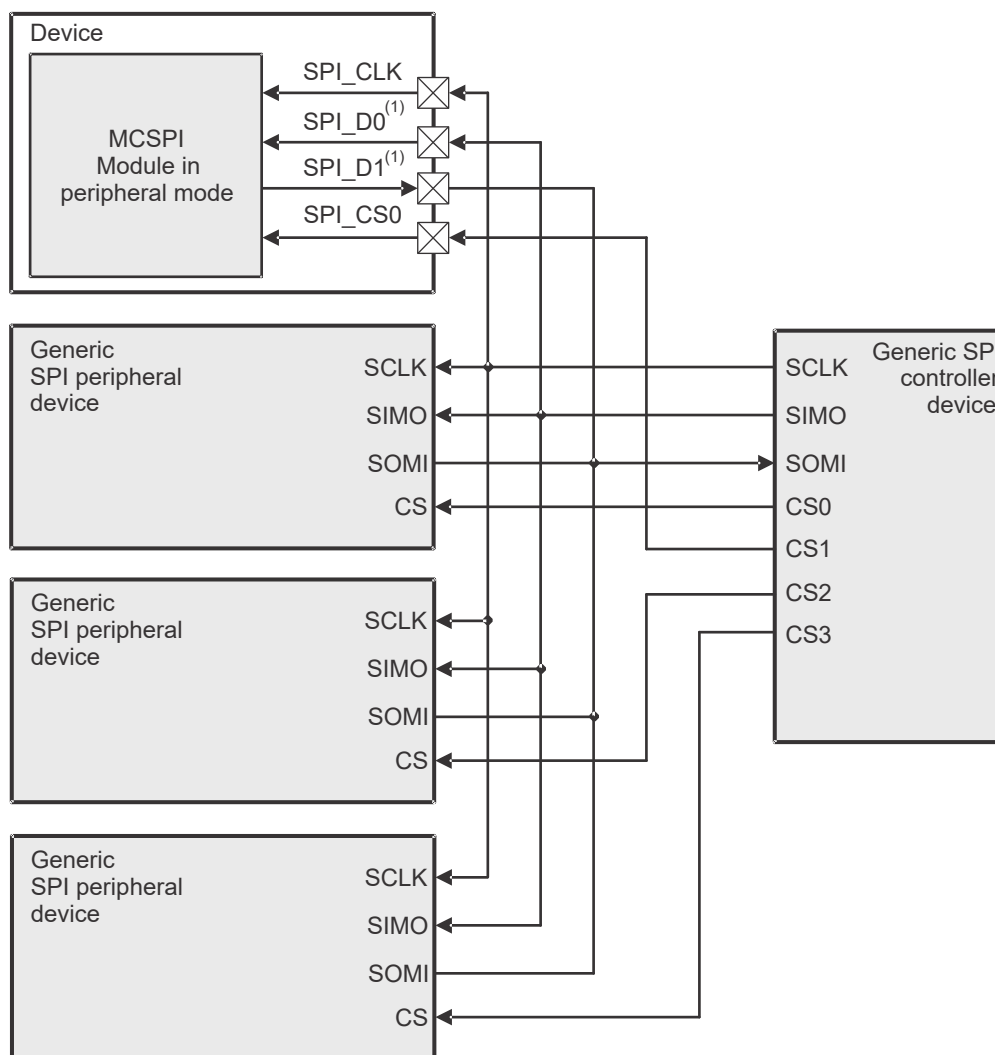 Device
MCSPI
Module in
peripheral mode
SPI_CLK
SPI_D0(1)
SPI_D1(1)
SPI_CS0
Generic
SPI peripheral
device
SCLK
SIMO
SOMI
CS
Generic SP
controller
device
SCLK
SIMO
SOMI
CS0
CS1
CS2
CS3
Generic
SPI peripheral
device
SCLK
SIMO
SOMI
CS
Generic
SPI peripheral
device
SCLK
SIMO
SOMI
CS